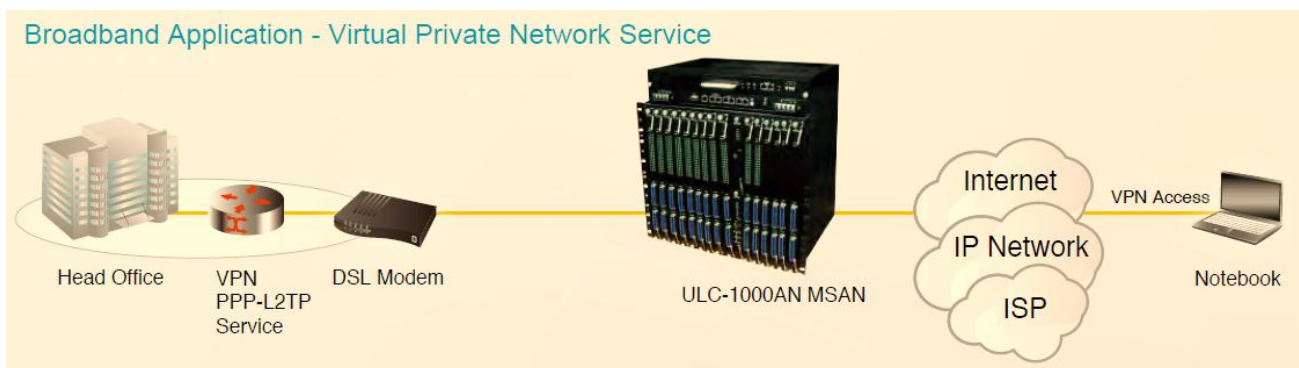 Broadband Application - Virtual Private Network Service
Head Office
VPN
PPP-L2TP
Service
DSL Modem
ULC-1000AN MSAN
Internet
IP Network
ISP
VPN Access
Notebook